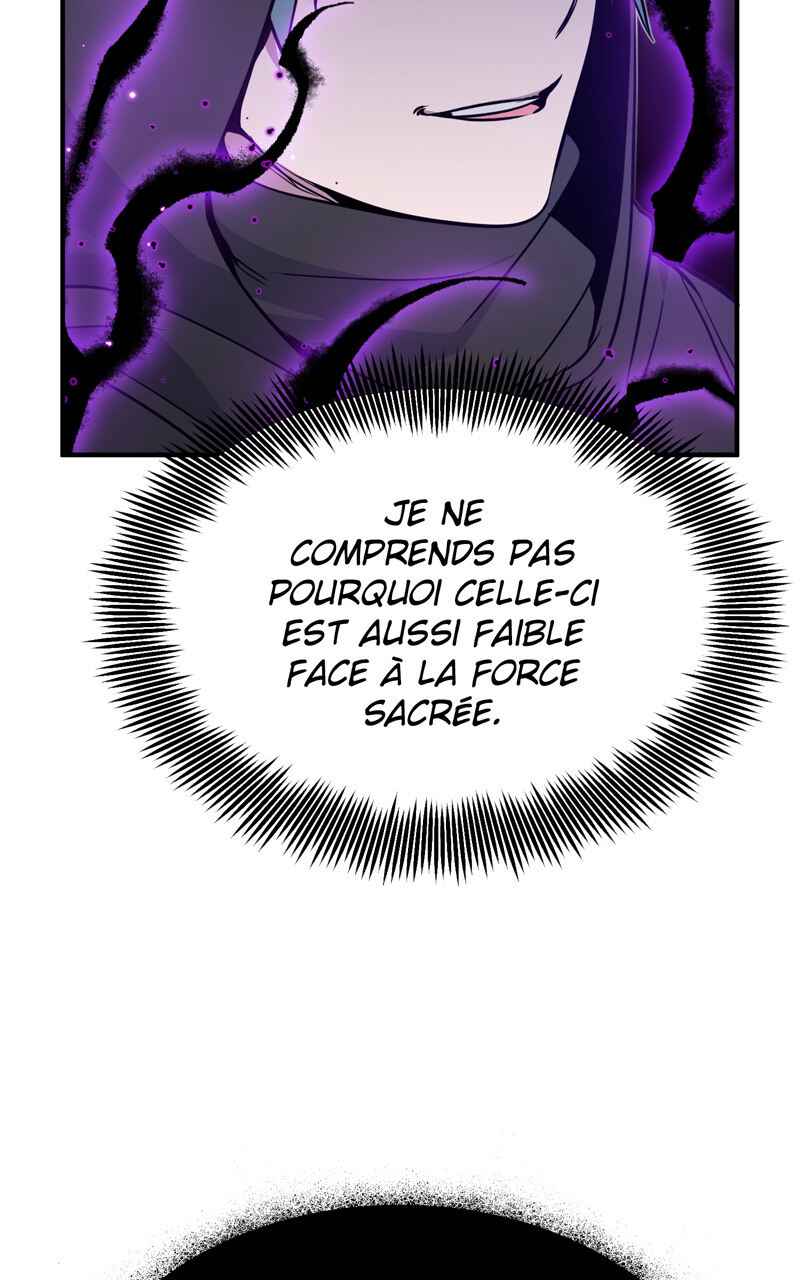 JE NE
COMPRENDS PAS
POURQUOI CELLE-CI
EST AUSSI FAIBLE
FACE À LA FORCE
SACRÉE.